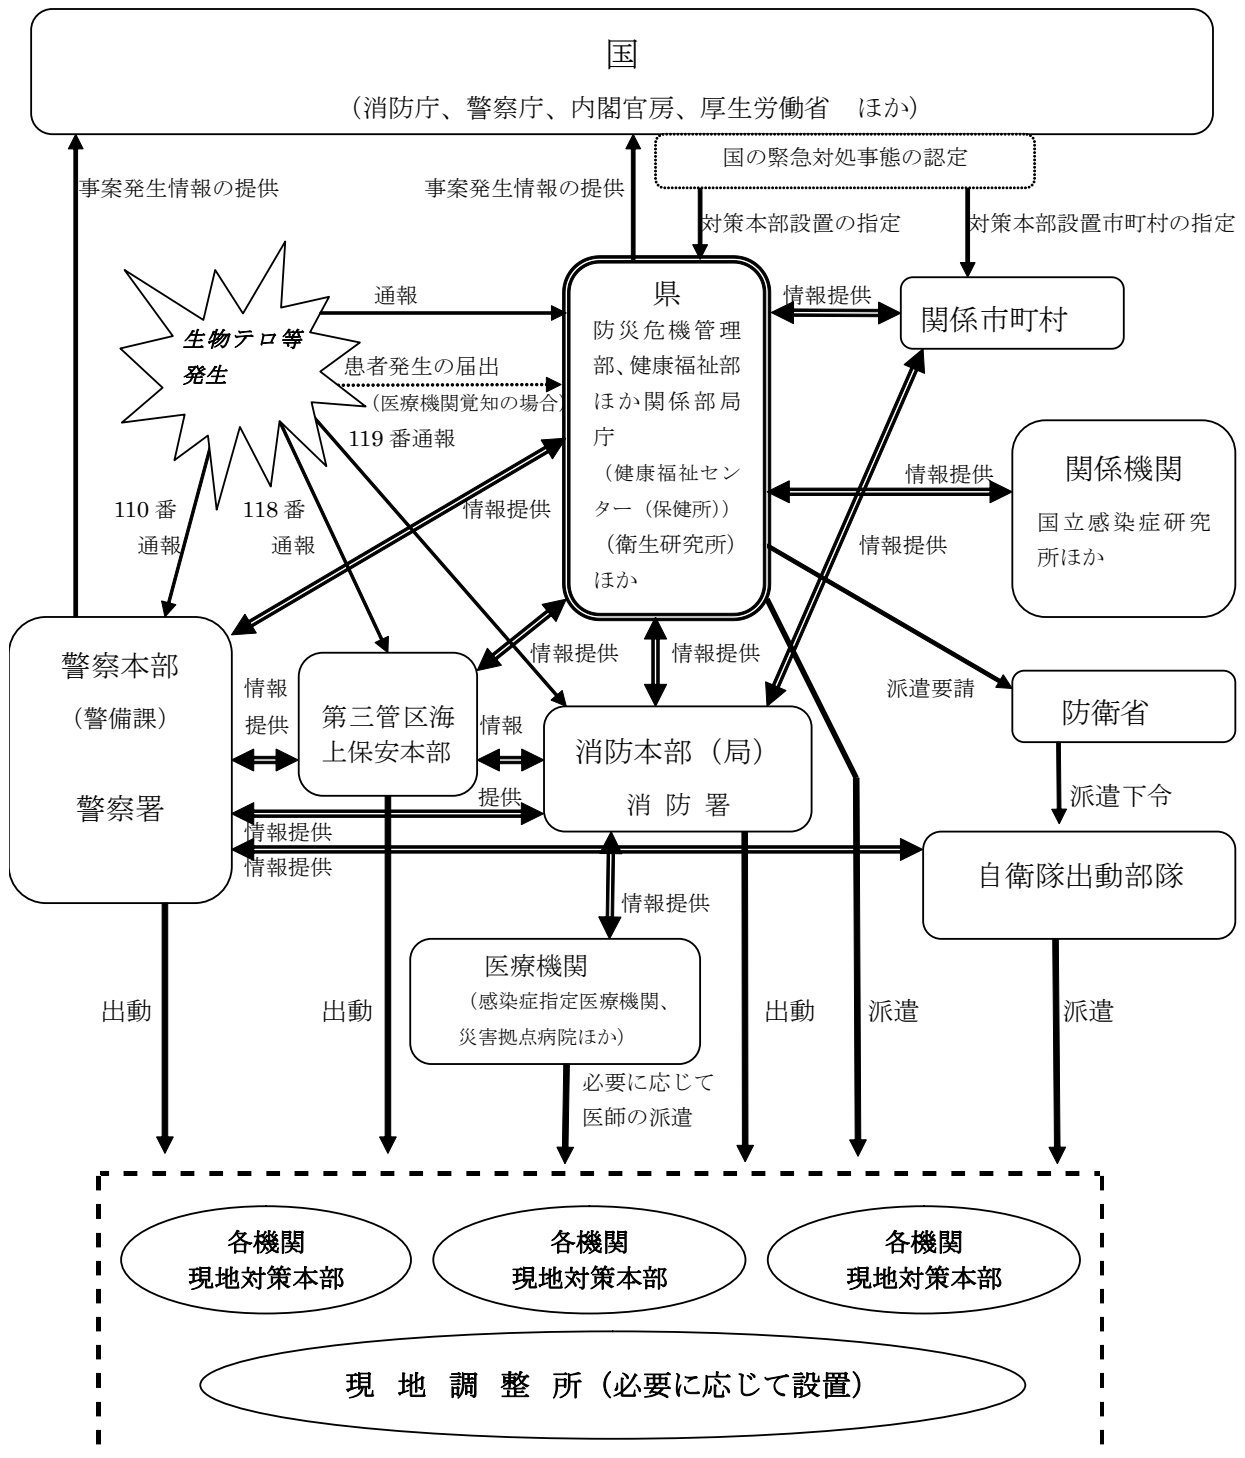 国
（消防庁、警察庁、内閣官房、厚生労働省　ほか）
国の緊急対処事態の認定
事案発生情報の提供
事案発生情報の提供
対策本部設置の指定
対策本部設置市町村の指定
生物テロ等
発生
通報
患者発生の届出
（医療機関覚知の場合）
119 番通報
110 番
通報
118 番
通報
県
防災危機管理
部、健康福祉部
ほか関係部局
庁
（健康福祉セン
ター（保健所））
（衛生研究所）
ほか
情報提供
関係市町村
情報提供
関係機関
国立感染症研究
所ほか
情報提供
情報提供
情報提供
情報提供
派遣要請
防衛省
派遣下令
自衛隊出動部隊
警察本部
（警備課）
警察署
情報
提供
第三管区海
上保安本部
情報
提供
消防本部（局）
消 防 署
情報提供
情報提供
情報提供
医療機関
（感染症指定医療機関、
災害拠点病院ほか）
出動
出動
必要に応じて
医師の派遣
出動
派遣
派遣
各機関
現地対策本部
各機関
現地対策本部
各機関
現地対策本部
現 地 調 整 所（必要に応じて設置）